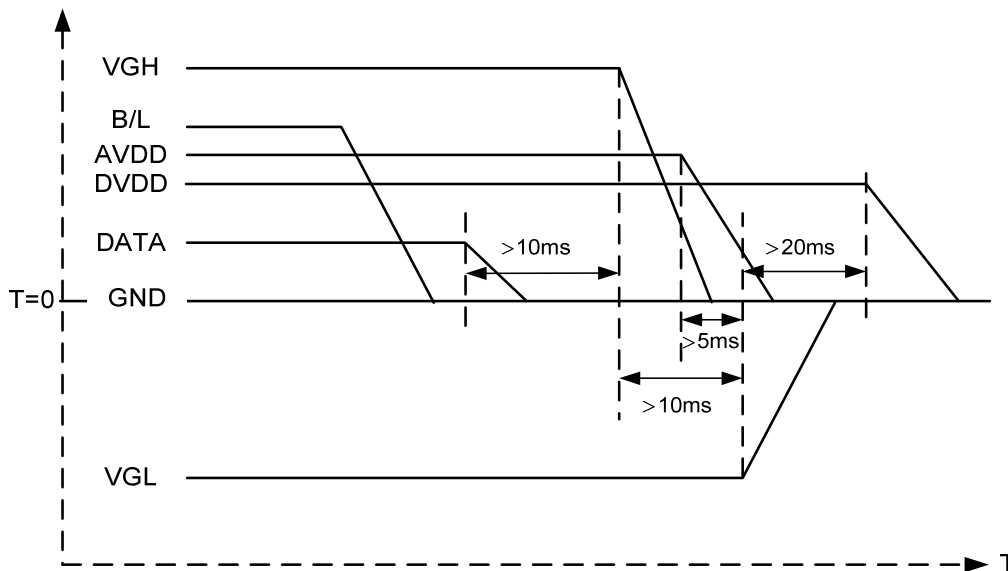 VGH
B/L
AVDD
DVDD
DATA
>10ms
>20ms
T=0
GND
>5ms
>10ms
VGL
T